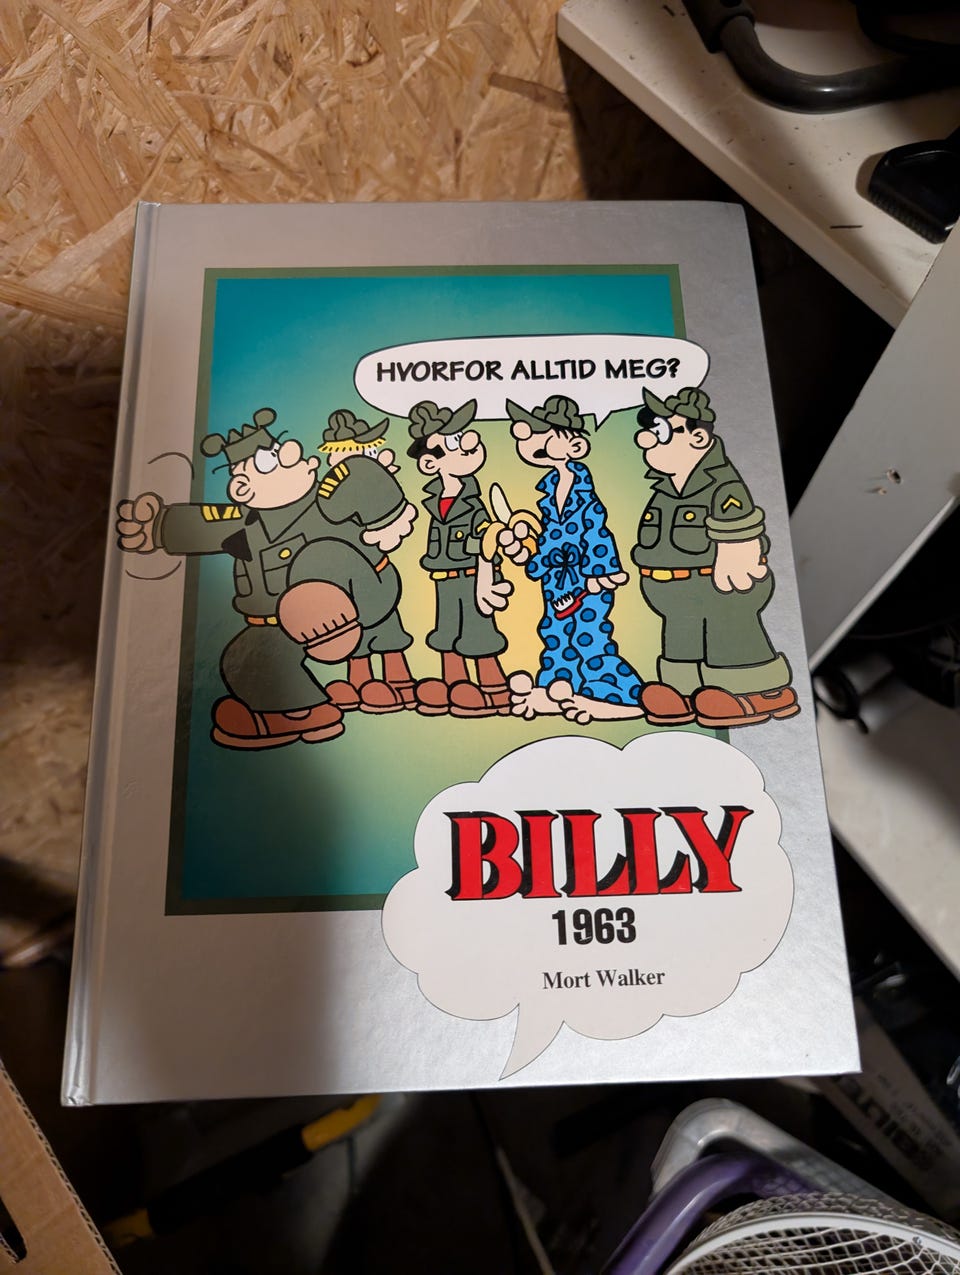 HVORFOR ALLTID MEG?
BILLY
1963
Mort Walker